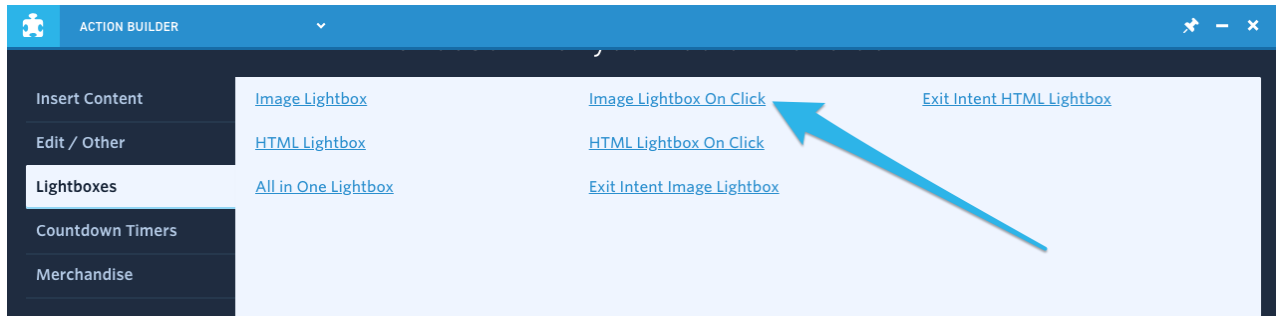 ACTION BUILDER
Insert Content
Edit / Other
Lightboxes
Countdown Timers
Merchandise
Image Lightbox
Image Lightbox On Click
Exit Intent HTML Lightbox
HTML Lightbox
HTML Lightbox On Click
All in One Lightbox
Exit Intent Image Lightbox